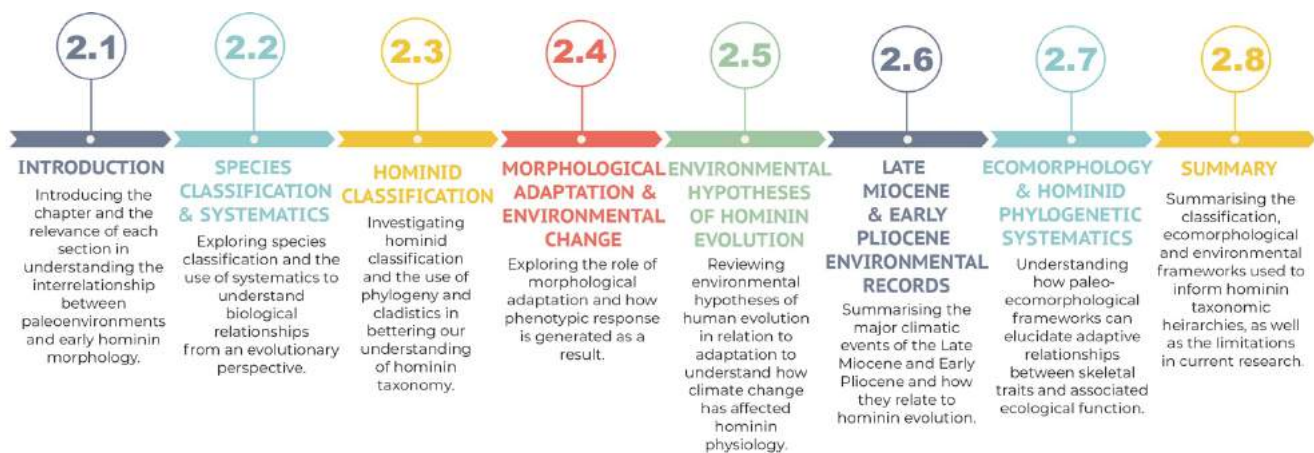 2.1
INTRODUCTION
Introducing the
chapter and the
relevance of each
section in
understanding the
interrelationship
between
paleoenvironments
and early hominin
morphology.
2.2
SPECIES
CLASSIFICATION
& SYSTEMATICS
Exploring species
classification and the
use of systematics to
understand
biological
relationships
from an evolutionary
perspective.
2.3
HOMINID
CLASSIFICATION
Investigating
hominid
classification
and the use of
phylogeny and
cladistics in
bettering our
understanding
of hominin
taxonomy.
2.4
MORPHOLOGICAL
ADAPTATION &
ENVIRONMENTAL
CHANGE
Exploring the role of
morphological
adaptation and how
phenotypic response
is generated as a
result.
2.5
ENVIRONMENTAL
HYPOTHESES
OF HOMININ
EVOLUTION
Reviewing
environmental
hypotheses of
human evolution
in relation to
adaptation to
understand how
climate change
has affected
hominin
physiology.
2.6
LATE
MIOCENE
& EARLY
PLIOCENE
ENVIRONMENTAL
RECORDS
Summarising the
major climatic
events of the Late
Miocene and Early
Pliocene and how
they relate to
hominin evolution.
2.7
ECOMORPHOLOGY
& HOMINID
PHYLOGENETIC
SYSTEMATICS
Understanding
how paleo-
ecomorphological
frameworks can
elucidate adaptive
relationships
between skeletal
traits and associated
ecological function.
2.8
SUMMARY
Summarising the
classification,
ecomorphological
and environmental
frameworks used to
inform hominin
taxonomic
heirarchies, as well
as the limitations
in current research.